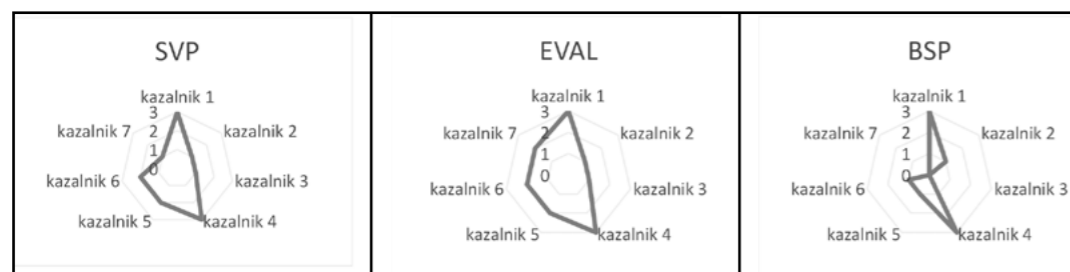 SVP
kazalnik 1
3
kazalnik 7
2
kazalnik 2
1
0
kazalnik 6
kazalnik 3
kazalnik 5
kazalnik 4
EVAL
kazalnik 1
3
kazalnik 7
2
kazalnik 2
1
0
kazalnik 6
kazalnik 3
kazalnik 5
kazalnik 4
BSP
kazalnik 1
3
kazalnik 7
2
kazalnik 2
1
0
kazalnik 6
kazalnik 3
kazalnik 5
kazalnik 4